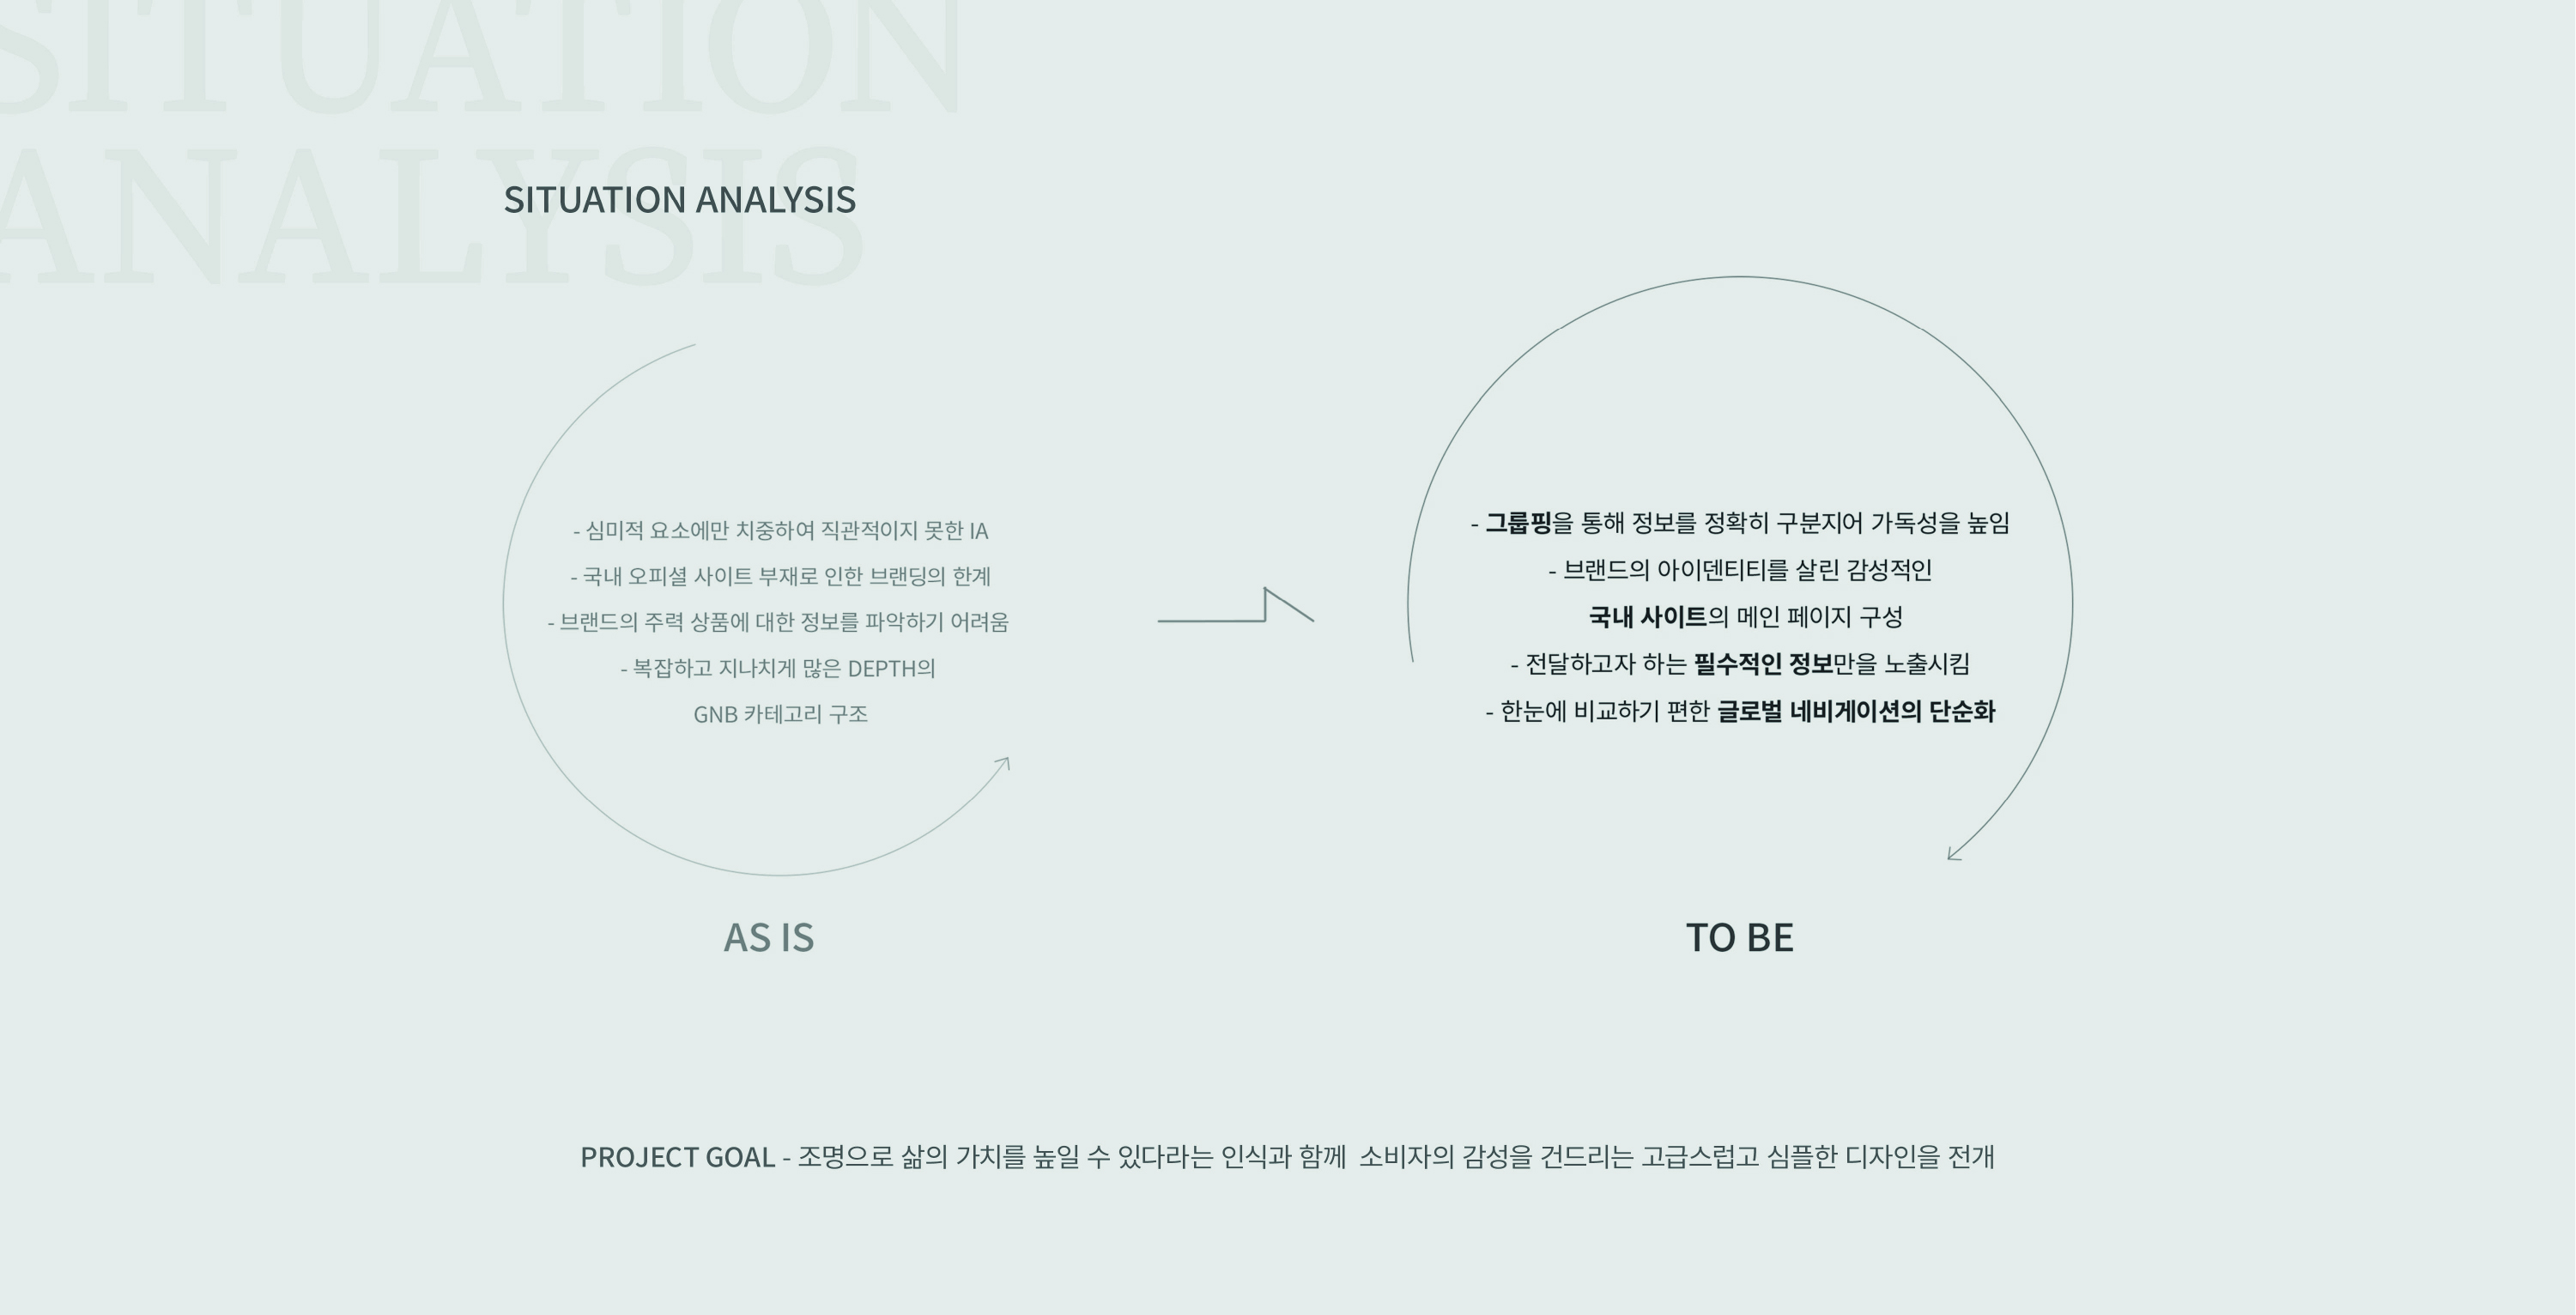 SITUATION
ANALYSIS
SITUATION ANALYSIS
- 심미적 요소에만 치중하여 직관적이지 못한 IA
- 국내 오피셜 사이트 부재로 인한 브랜딩의 한계
- 브랜드의 주력 상품에 대한 정보를 파악하기 어려움
- 복잡하고 지나치게 많은 DEPTH의
GNB 카테고리 구조
AS IS
- 그룹핑을 통해 정보를 정확히 구분지어 가독성을 높임
- 브랜드의 아이덴티티를 살린 감성적인
국내 사이트의 메인 페이지 구성
- 전달하고자 하는 필수적인 정보만을 노출시킴
- 한눈에 비교하기 편한 글로벌 네비게이션의 단순화
TO BE
PROJECT GOAL - 조명으로 삶의 가치를 높일 수 있다라는 인식과 함께 소비자의 감성을 건드리는 고급스럽고 심플한 디자인을 전개